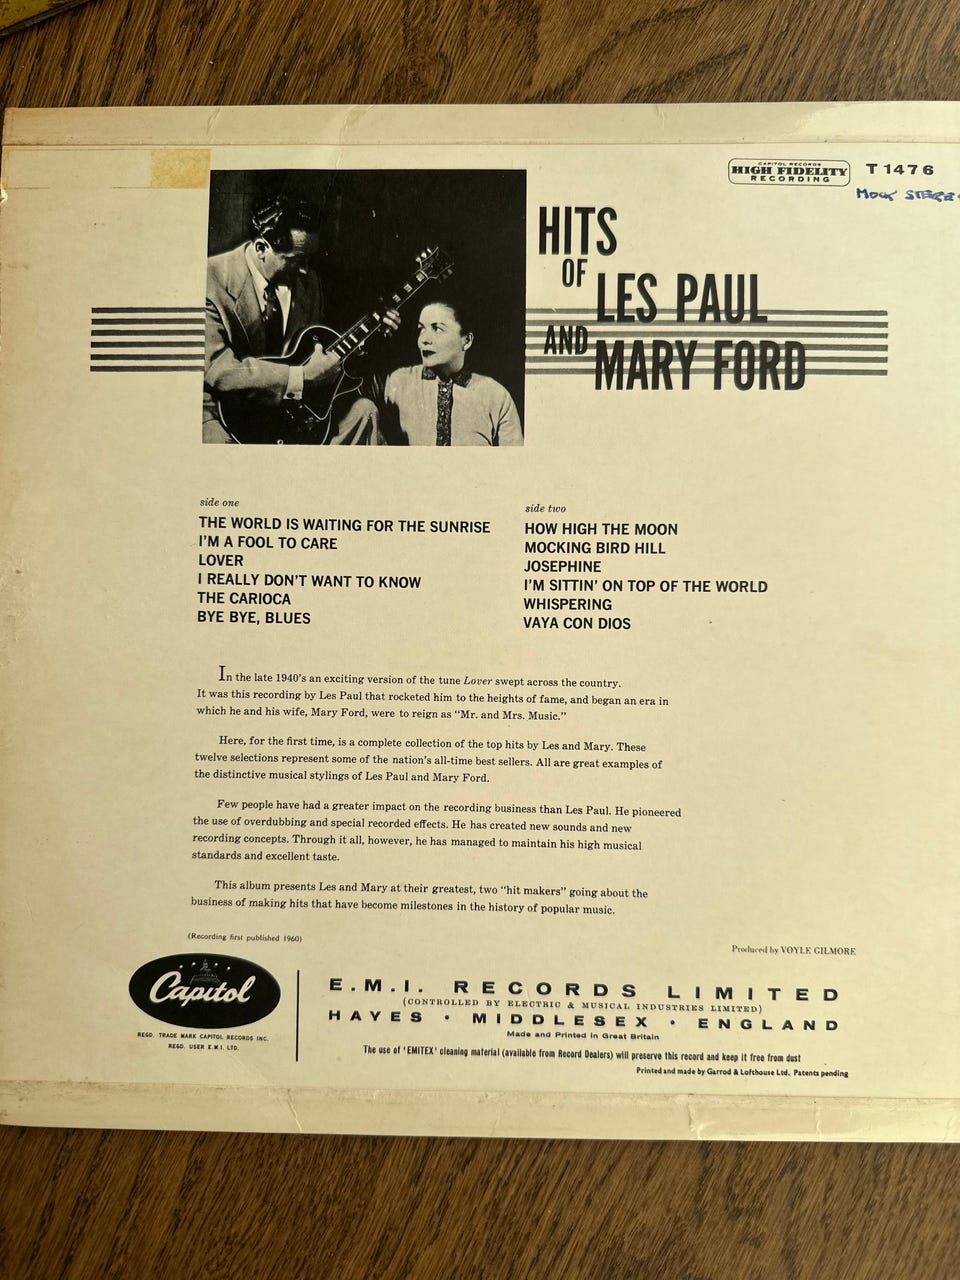 CAPITOL RECORDS
HIGH FIDELITY
RECORDING
T 1476
MOCK STEREO
HITS
OF
LES PAUL
AND
MARY FORD
side one
THE WORLD IS WAITING FOR THE SUNRISE
I'M A FOOL TO CARE
LOVER
I REALLY DON'T WANT TO KNOW
THE CARIOCA
BYE BYE, BLUES
side two
HOW HIGH THE MOON
MOCKING BIRD HILL
JOSEPHINE
I'M SITTIN' ON TOP OF THE WORLD
WHISPERING
VAYA CON DIOS
In the late 1940's an exciting version of the tune Lover swept across the country.
It was this recording by Les Paul that rocketed him to the heights of fame, and began an era in
which he and his wife, Mary Ford, were to reign as "Mr. and Mrs. Music."
Here, for the first time, is a complete collection of the top hits by Les and Mary. These
twelve selections represent some of the nation's all-time best sellers. All are great examples of
the distinctive musical stylings of Les Paul and Mary Ford.
Few people have had a greater impact on the recording business than Les Paul. He pioneered
the use of overdubbing and special recorded effects. He has created new sounds and new
recording concepts. Through it all, however, he has managed to maintain his high musical
standards and excellent taste.
This album presents Les and Mary at their greatest, two "hit makers" going about the
business of making hits that have become milestones in the history of popular music.
(Recording first published 1960)
Produced by VOYLE GILMORE
Capitol
REGD. TRADE MARK CAPITOL RECORDS INC.
REGD. USER E.M.I. LTD.
E.M.I. RECORDS LIMITED
(CONTROLLED BY ELECTRIC & MUSICAL INDUSTRIES LIMITED)
HAYES • MIDDLESEX • ENGLAND
Made and Printed in Great Britain
The use of 'EMITEX' cleaning material (available from Record Dealers) will preserve this record and keep it free from dust
Printed and made by Garrod & Lofthouse Ltd. Patents pending